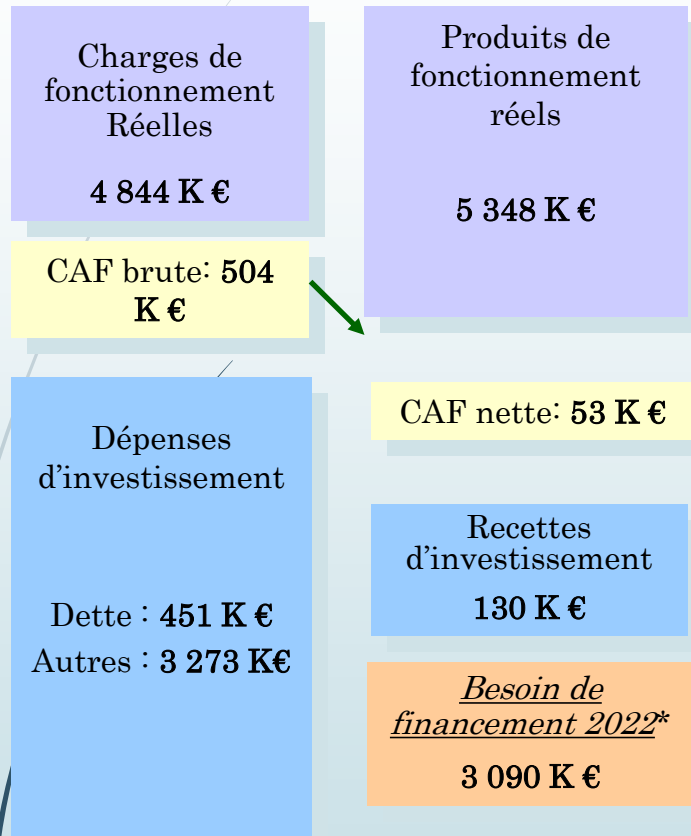 Charges de
fonctionnement
Réelles
4 844 K €
Produits de
fonctionnement
réels
5 348 K €
CAF brute: 504
K €
CAF nette: 53 K €
Dépenses
d’investissement
Dette : 451 K €
Autres : 3 273 K€
Recettes
d’investissement
130 K €
Besoin de
financement 2022*
3 090 K €